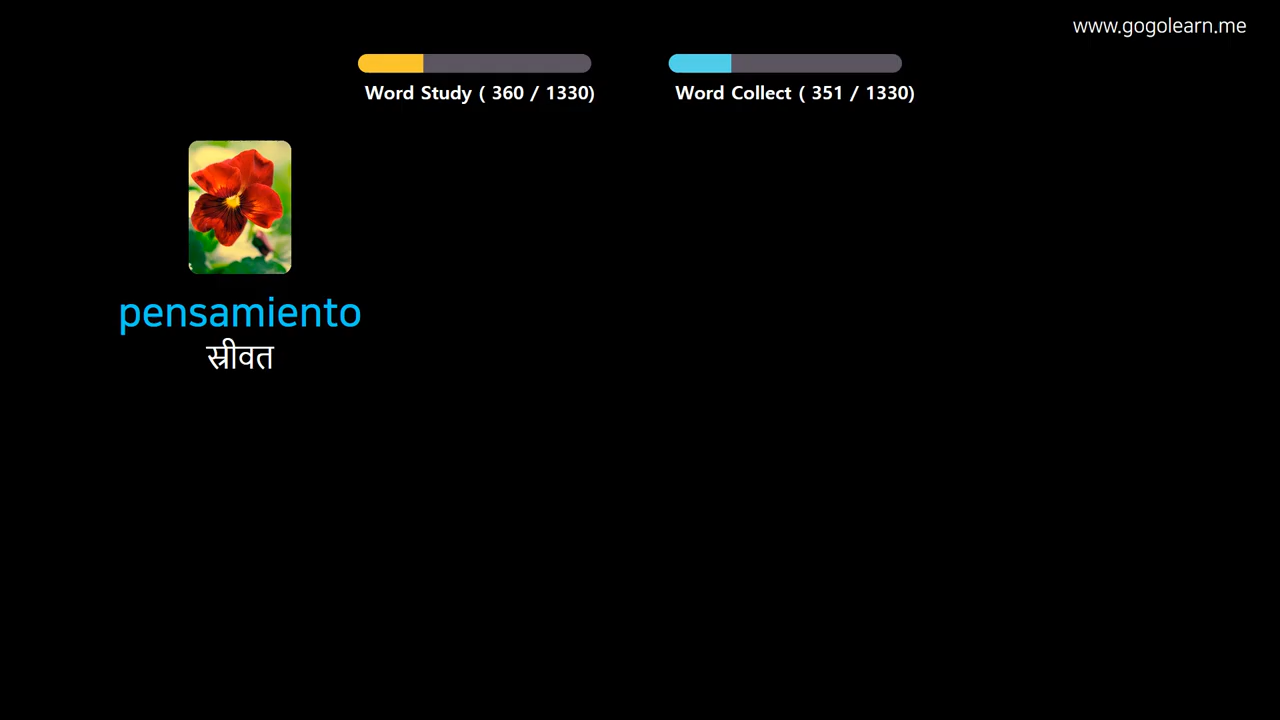 www.gogolearn.me
Word Study ( 360 / 1330)
Word Collect ( 351 / 1330)
pensamiento
स्रीवत